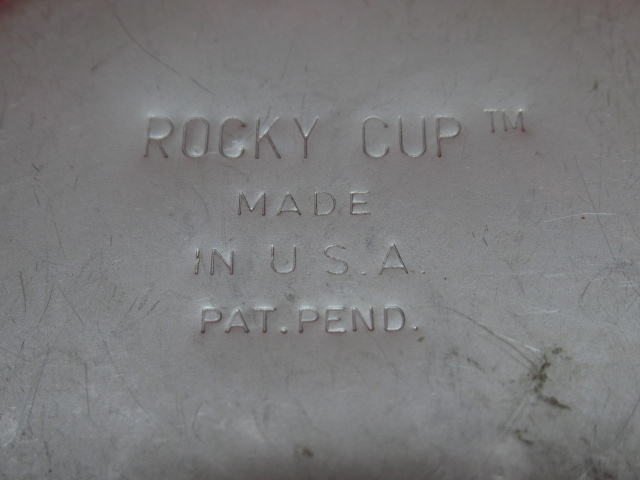 ROCKY CUP™
MADE
IN U.S.A.
PAT. PEND.